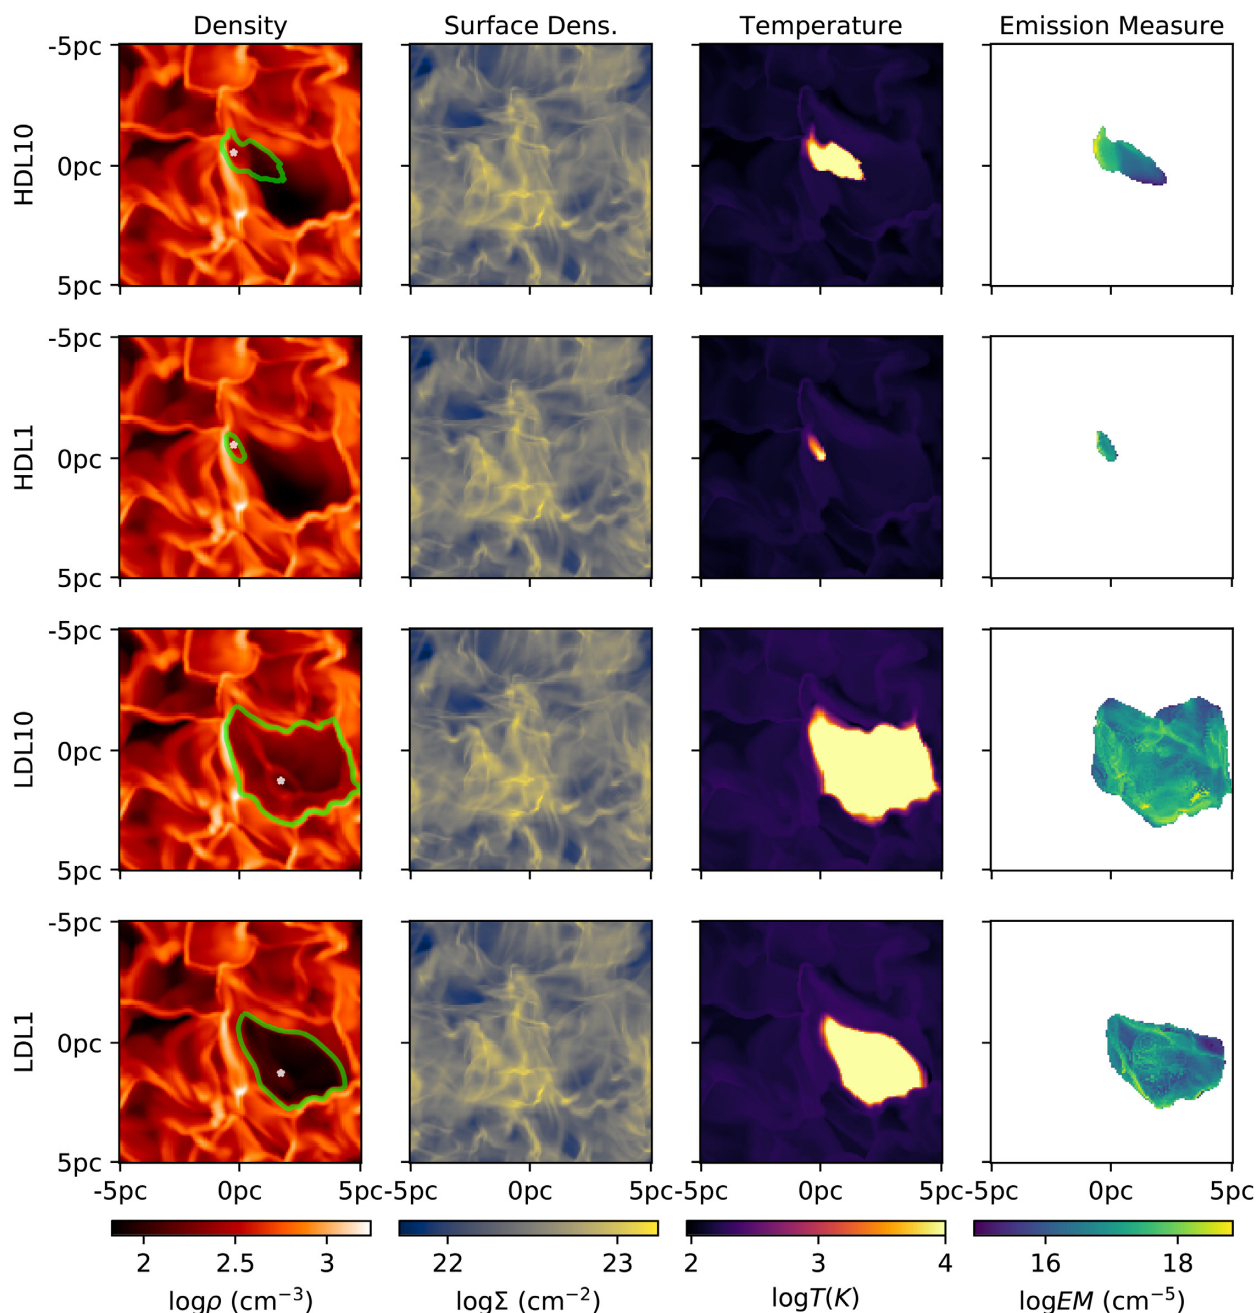 Density Surface Dens. Temperature Emission Measure
-5pc
HDL10
0pc
5pc
-5pc
HDL1
0pc
5pc
-5pc
LDL10
0pc
5pc
-5pc
LDL1
0pc
5pc
-5pc 0pc 5pc -5pc 0pc 5pc -5pc 0pc 5pc -5pc 0pc 5pc
2 2.5 3 22 23 2 3 4 16 18
logρ (cm⁻³) logΣ (cm⁻²) logT(K) logEM (cm⁻⁵)